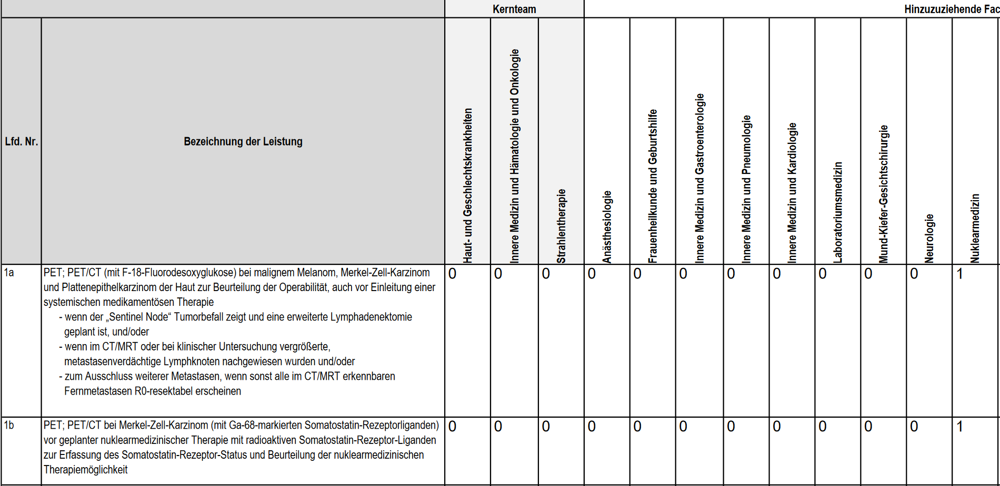 Kernteam
Hinzuzuziehende Fac
Lfd. Nr.
Bezeichnung der Leistung
Haut- und Geschlechtskrankheiten
Innere Medizin und Hämatologie und Onkologie
Strahlentherapie
Anästhesiologie
Frauenheilkunde und Geburtshilfe
Innere Medizin und Gastroenterologie
Innere Medizin und Pneumologie
Innere Medizin und Kardiologie
Laboratoriumsmedizin
Mund-Kiefer-Gesichtschirurgie
Neurologie
Nuklearmedizin
1a
PET; PET/CT (mit F-18-Fluorodesoxyglukose) bei malignem Melanom, Merkel-Zell-Karzinom
und Plattenepithelkarzinom der Haut zur Beurteilung der Operabilität, auch vor Einleitung einer
systemischen medikamentösen Therapie
- wenn der „Sentinel Node“ Tumorbefall zeigt und eine erweiterte Lymphadenektomie
geplant ist, und/oder
- wenn im CT/MRT oder bei klinischer Untersuchung vergrößerte,
metastasenverdächtige Lymphknoten nachgewiesen wurden und/oder
- zum Ausschluss weiterer Metastasen, wenn sonst alle im CT/MRT erkennbaren
Fernmetastasen R0-resektabel erscheinen
0 0 0 0 0 0 0 0 0 0 0 1
1b
PET; PET/CT bei Merkel-Zell-Karzinom (mit Ga-68-markierten Somatostatin-Rezeptorliganden)
vor geplanter nuklearmedizinischer Therapie mit radioaktiven Somatostatin-Rezeptor-Liganden
zur Erfassung des Somatostatin-Rezeptor-Status und Beurteilung der nuklearmedizinischen
Therapiemöglichkeit
0 0 0 0 0 0 0 0 0 0 0 1